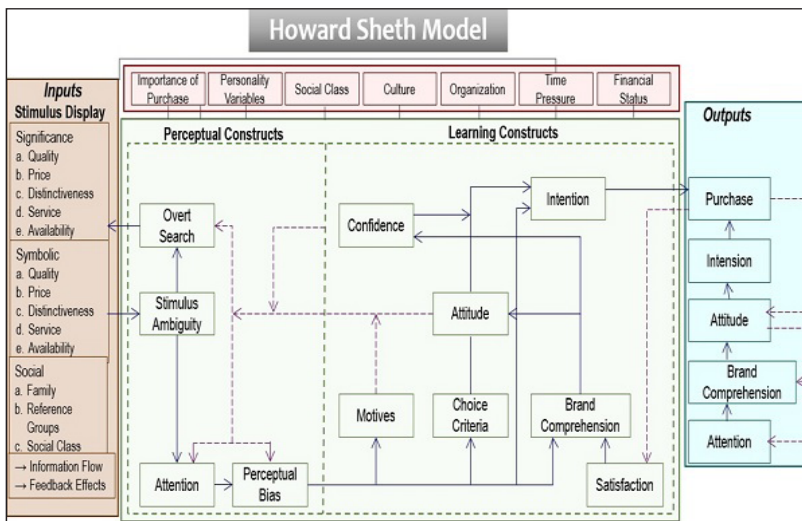 Howard Sheth Model
Importance of
Purchase
Personality
Variables
Social Class
Culture
Organization
Time
Pressure
Financial
Status
Inputs
Stimulus Display
Significance
a. Quality
b. Price
c. Distinctiveness
d. Service
e. Availability
Symbolic
a. Quality
b. Price
c. Distinctiveness
d. Service
e. Availability
Social
a. Family
b. Reference
Groups
c. Social Class
→ Information Flow
→ Feedback Effects
Perceptual Constructs
Overt
Search
Stimulus
Ambiguity
Attention
Perceptual
Bias
Learning Constructs
Confidence
Intention
Attitude
Motives
Choice
Criteria
Brand
Comprehension
Satisfaction
Outputs
Purchase
Intension
Attitude
Brand
Comprehension
Attention